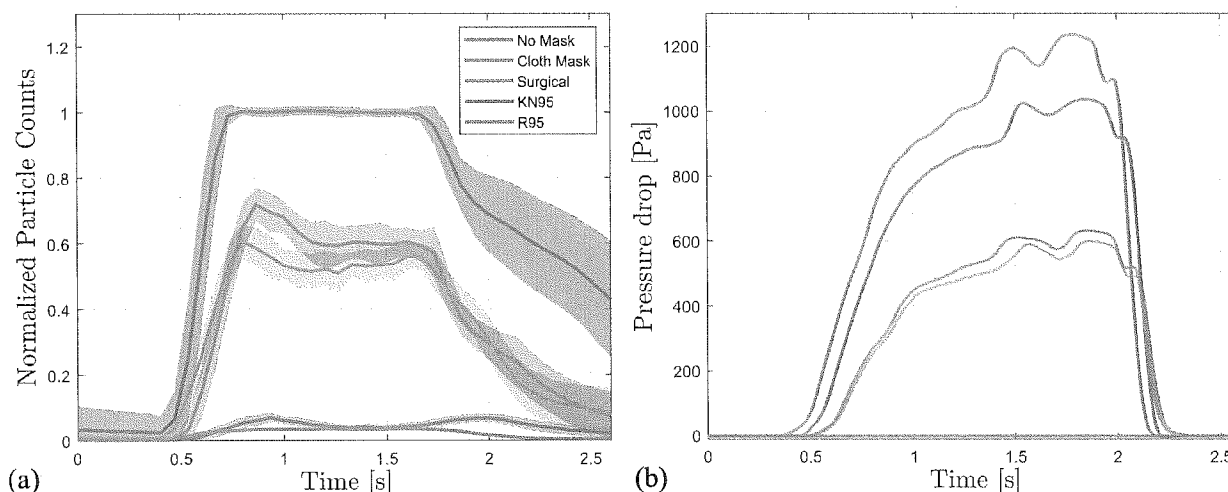 1.2
1
0.8
0.6
0.4
0.2
0
Normalized Particle Counts
No Mask
Cloth Mask
Surgical
KN95
R95
0
0.5
1
1.5
2
2.5
Time [s]
(a)
1200
1000
800
600
400
200
0
Pressure drop [Pa]
0
0.5
1
1.5
2
2.5
Time [s]
(b)